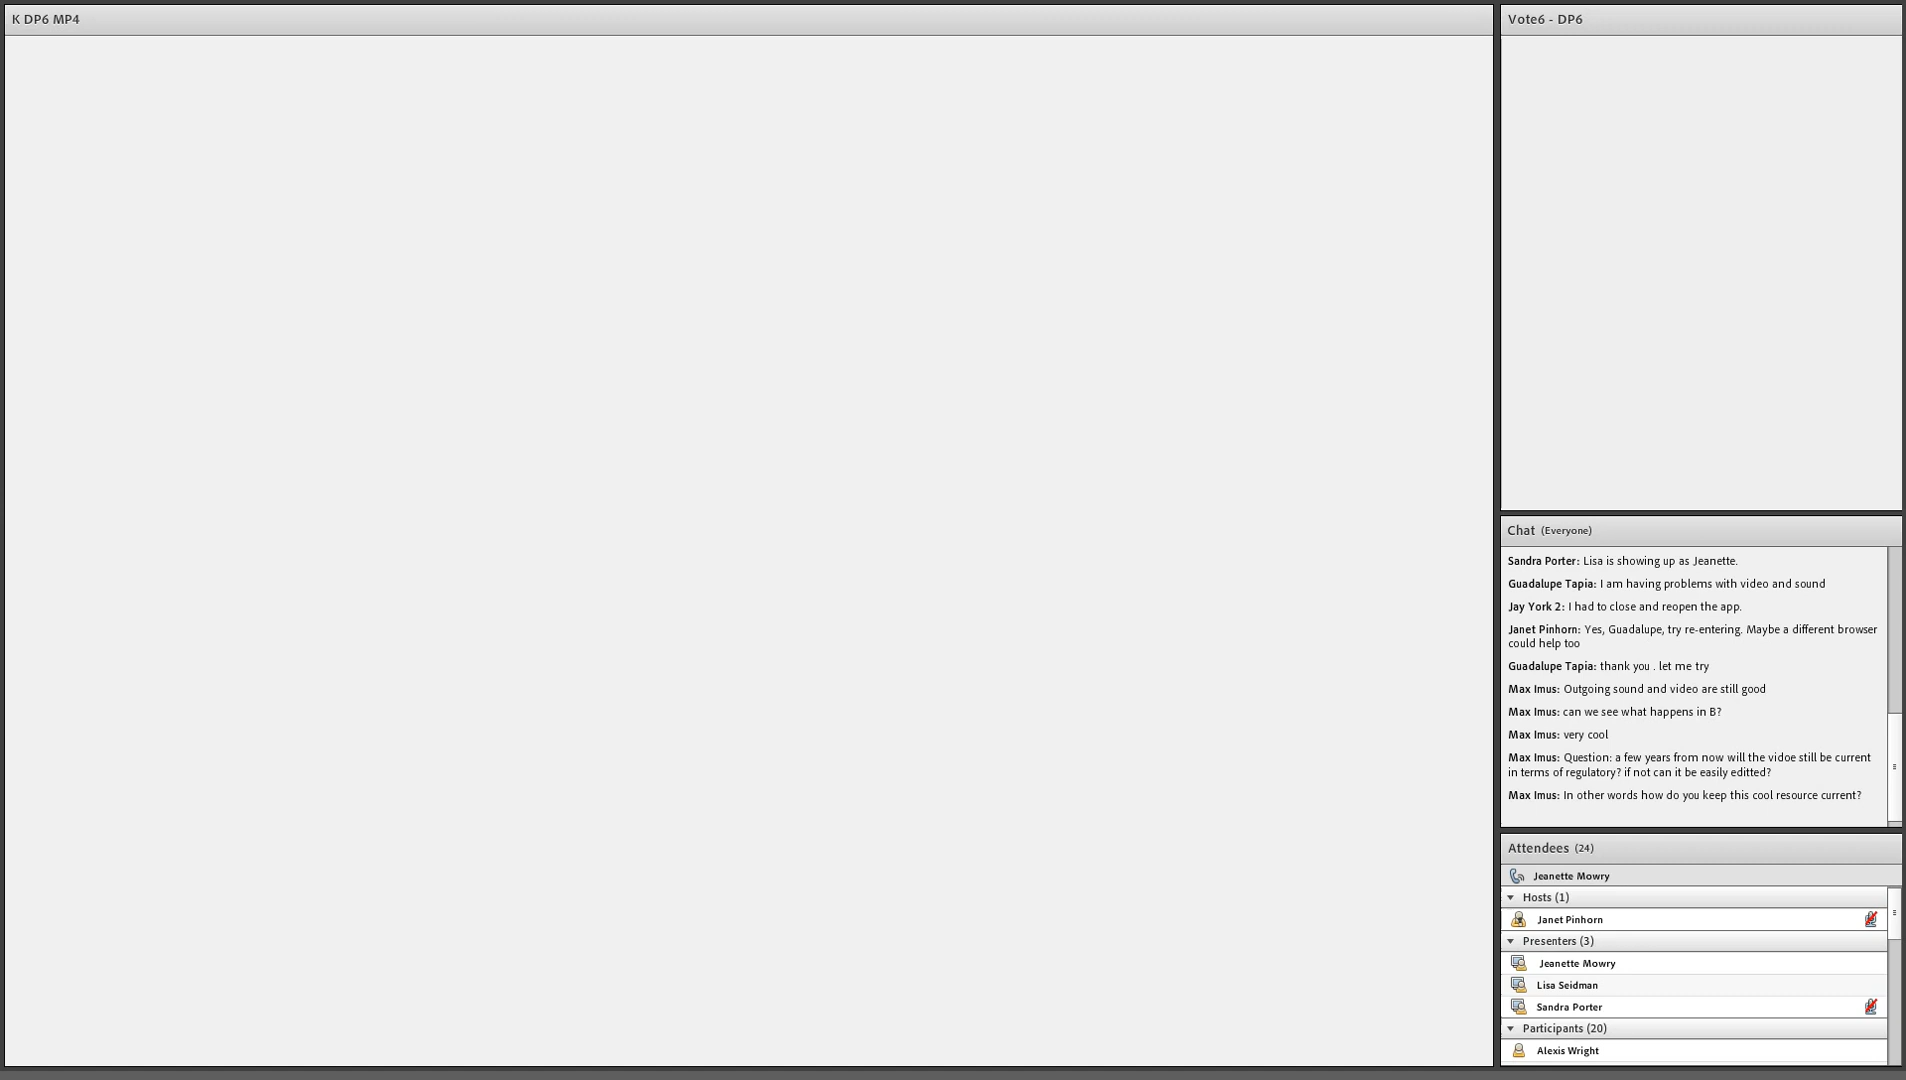 K DP6 MP4
Vote6 - DP6
Chat (Everyone)
Sandra Porter: Lisa is showing up as Jeanette.
Guadalupe Tapia: I am having problems with video and sound
Jay York 2: I had to close and reopen the app.
Janet Pinhorn: Yes, Guadalupe, try re-entering. Maybe a different browser
could help too
Guadalupe Tapia: thank you . let me try
Max Imus: Outgoing sound and video are still good
Max Imus: can we see what happens in B?
Max Imus: very cool
Max Imus: Question: a few years from now will the vidoe still be current
in terms of regulatory? if not can it be easily editted?
Max Imus: In other words how do you keep this cool resource current?
Attendees (24)
Jeanette Mowry
Hosts (1)
Janet Pinhorn
Presenters (3)
Jeanette Mowry
Lisa Seidman
Sandra Porter
Participants (20)
Alexis Wright